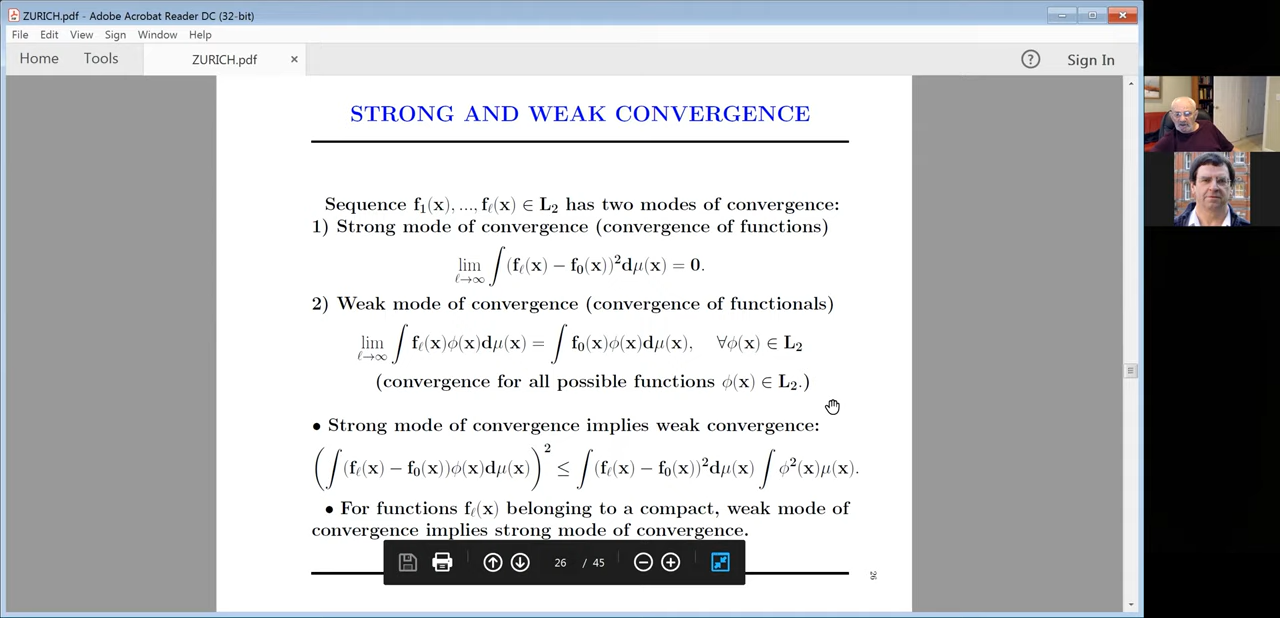 ZURICH.pdf - Adobe Acrobat Reader DC (32-bit)
File Edit View Sign Window Help
Home Tools ZURICH.pdf × ? Sign In
STRONG AND WEAK CONVERGENCE
Sequence f₁(x), ..., f_ℓ(x) ∈ L₂ has two modes of convergence:
1) Strong mode of convergence (convergence of functions)
lim_{ℓ→∞} ∫ (f_ℓ(x) − f₀(x))² dμ(x) = 0.
2) Weak mode of convergence (convergence of functionals)
lim_{ℓ→∞} ∫ f_ℓ(x)ϕ(x)dμ(x) = ∫ f₀(x)ϕ(x)dμ(x), ∀ϕ(x) ∈ L₂
(convergence for all possible functions ϕ(x) ∈ L₂.)
• Strong mode of convergence implies weak convergence:
(∫ (f_ℓ(x) − f₀(x))ϕ(x)dμ(x))² ≤ ∫ (f_ℓ(x) − f₀(x))² dμ(x) ∫ ϕ²(x)μ(x).
• For functions f_ℓ(x) belonging to a compact, weak mode of
convergence implies strong mode of convergence.
26 / 45
26